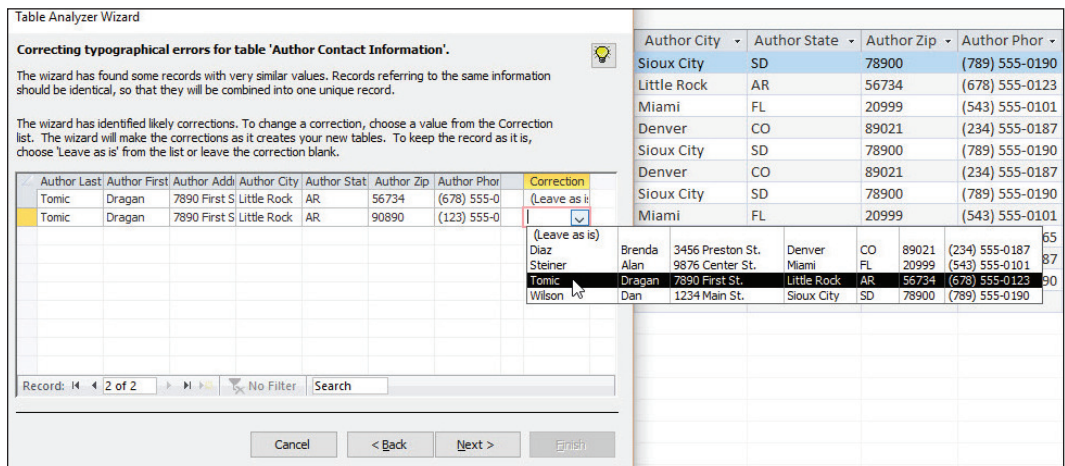 Table Analyzer Wizard
Correcting typographical errors for table 'Author Contact Information'.
The wizard has found some records with very similar values. Records referring to the same information
should be identical, so that they will be combined into one unique record.
The wizard has identified likely corrections. To change a correction, choose a value from the Correction
list. The wizard will make the corrections as it creates your new tables. To keep the record as it is,
choose 'Leave as is' from the list or leave the correction blank.
Author Last Author First Author Addr Author City Author Stat Author Zip Author Phor Correction
Tomic Dragan 7890 First S Little Rock AR 56734 (678) 555-0 (Leave as i
Tomic Dragan 7890 First S Little Rock AR 90890 (123) 555-0
(Leave as is)
Diaz Brenda 3456 Preston St. Denver CO 89021 (234) 555-0187
Steiner Alan 9876 Center St. Miami FL 20999 (543) 555-0101
Tomic Dragan 7890 First St. Little Rock AR 56734 (678) 555-0123
Wilson Dan 1234 Main St. Sioux City SD 78900 (789) 555-0190
Record: 2 of 2 No Filter Search
Cancel < Back Next > Finish
Author City Author State Author Zip Author Phor
Sioux City SD 78900 (789) 555-0190
Little Rock AR 56734 (678) 555-0123
Miami FL 20999 (543) 555-0101
Denver CO 89021 (234) 555-0187
Sioux City SD 78900 (789) 555-0190
Denver CO 89021 (234) 555-0187
Sioux City SD 78900 (789) 555-0190
Miami FL 20999 (543) 555-0101
65
87
90